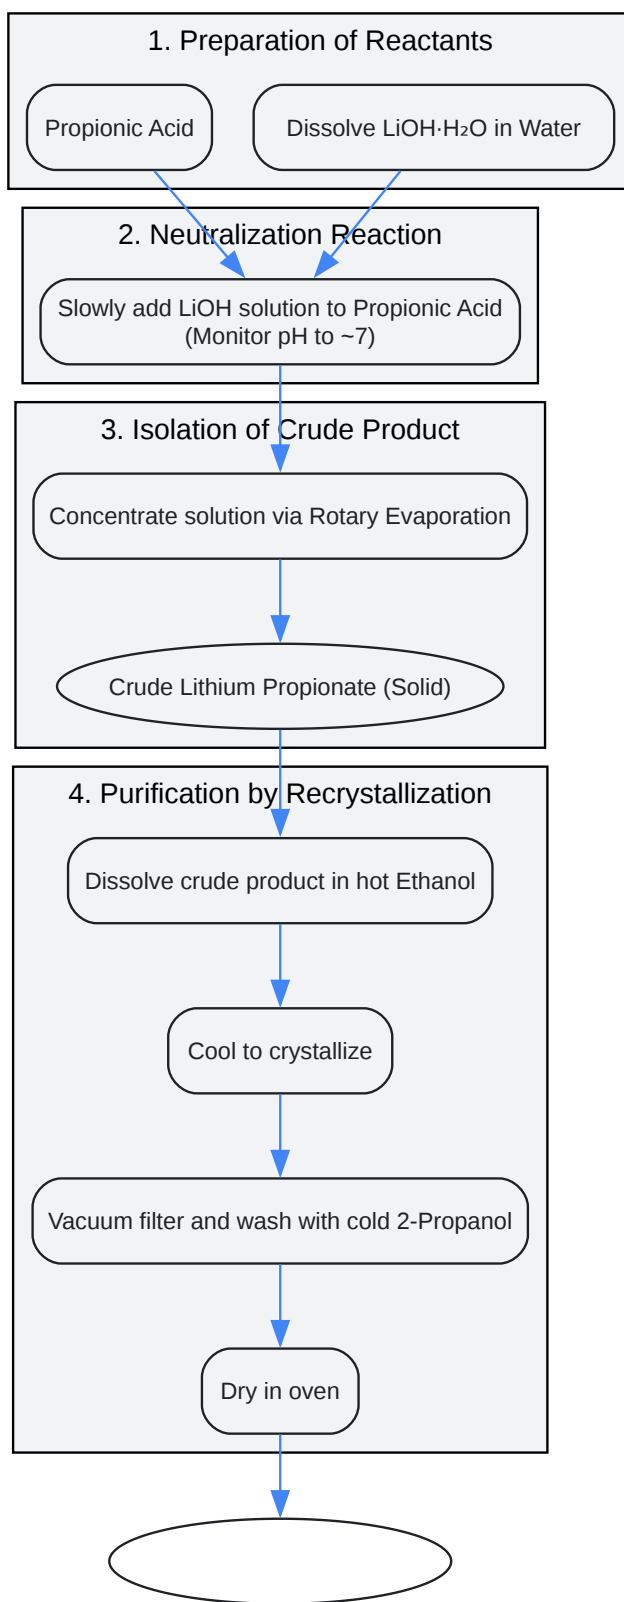 1. Preparation of Reactants
Propionic Acid
Dissolve LiOH·H₂O in Water
2. Neutralization Reaction
Slowly add LiOH solution to Propionic Acid
(Monitor pH to ~7)
3. Isolation of Crude Product
Concentrate solution via Rotary Evaporation
Crude Lithium Propionate (Solid)
4. Purification by Recrystallization
Dissolve crude product in hot Ethanol
Cool to crystallize
Vacuum filter and wash with cold 2-Propanol
Dry in oven